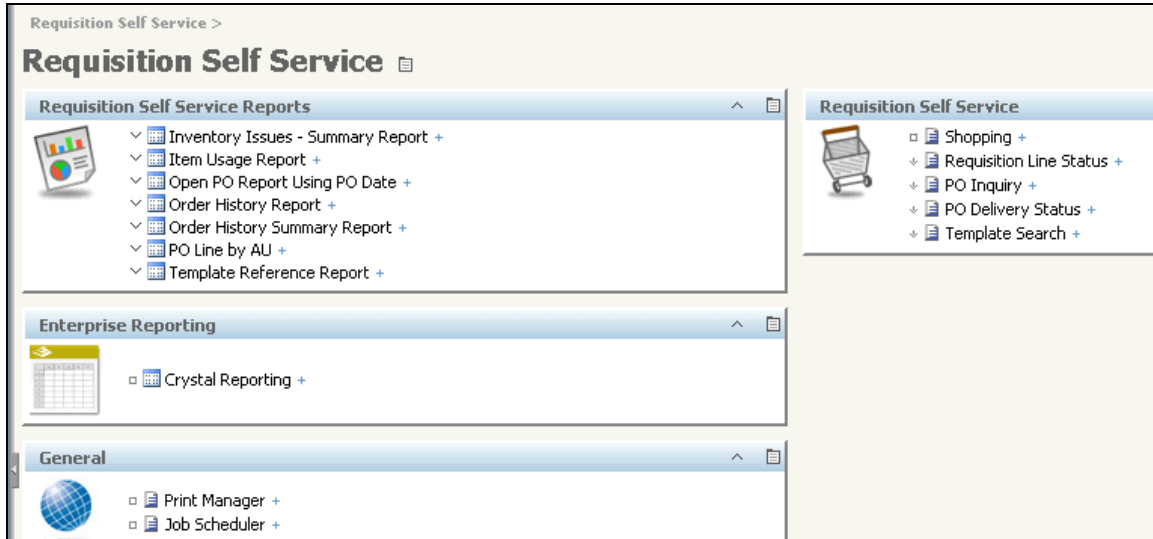 Requisition Self Service >
Requisition Self Service
Requisition Self Service Reports
Inventory Issues - Summary Report +
Item Usage Report +
Open PO Report Using PO Date +
Order History Report +
Order History Summary Report +
PO Line by AU +
Template Reference Report +
Enterprise Reporting
Crystal Reporting +
General
Print Manager +
Job Scheduler +
Requisition Self Service
Shopping +
Requisition Line Status +
PO Inquiry +
PO Delivery Status +
Template Search +